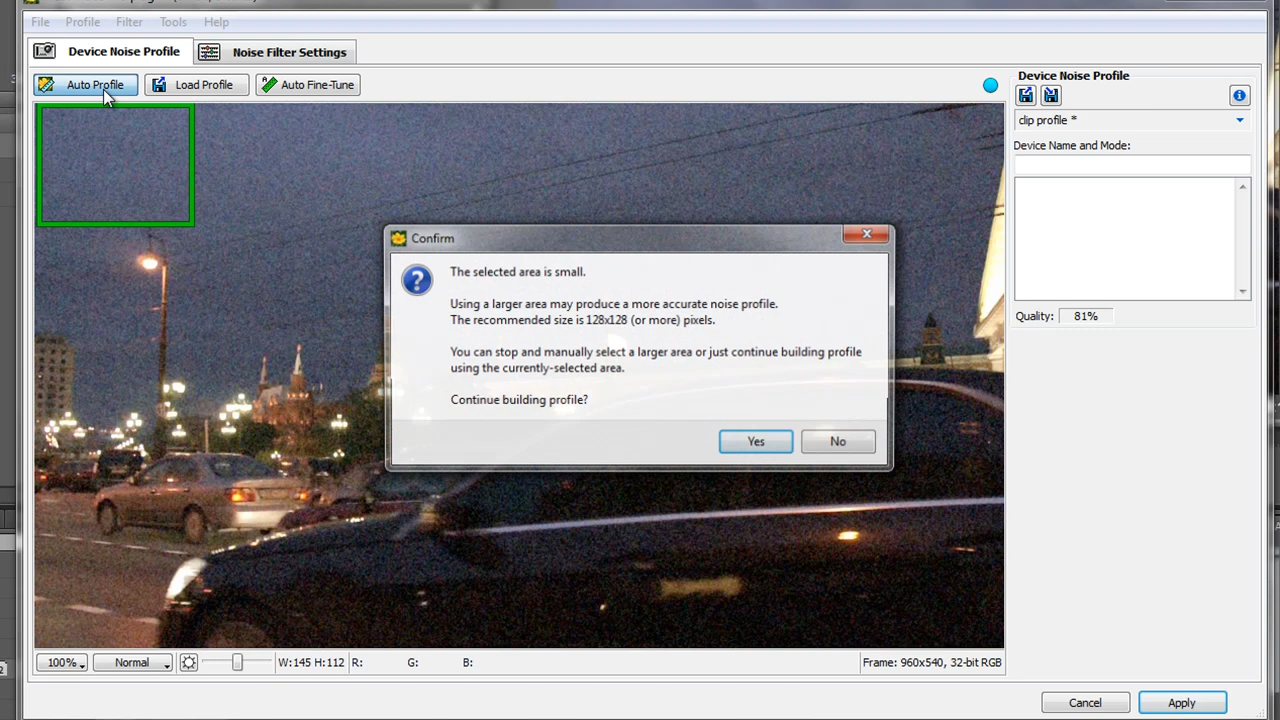 File Profile Filter Tools Help
Device Noise Profile Noise Filter Settings
Auto Profile Load Profile Auto Fine-Tune
Device Noise Profile
clip profile *
Device Name and Mode:
Quality: 81%
Confirm
The selected area is small.
Using a larger area may produce a more accurate noise profile.
The recommended size is 128x128 (or more) pixels.
You can stop and manually select a larger area or just continue building profile
using the currently-selected area.
Continue building profile?
Yes No
100% Normal W:145 H:112 R: G: B: Frame: 960x540, 32-bit RGB
Cancel Apply